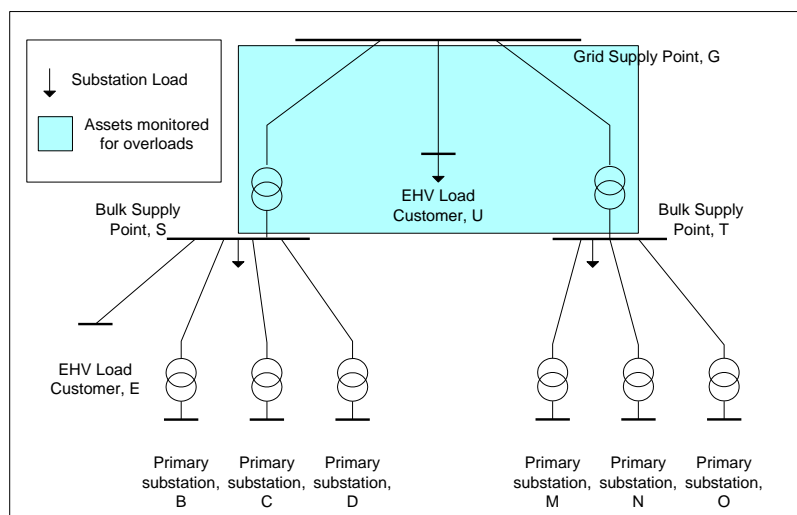 Grid Supply Point, G
Substation Load
Assets monitored
for overloads
EHV Load
Customer, U
Bulk Supply
Point, S
Bulk Supply
Point, T
EHV Load
Customer, E
Primary
substation,
B
Primary
substation,
C
Primary
substation,
D
Primary
substation,
M
Primary
substation,
N
Primary
substation,
O